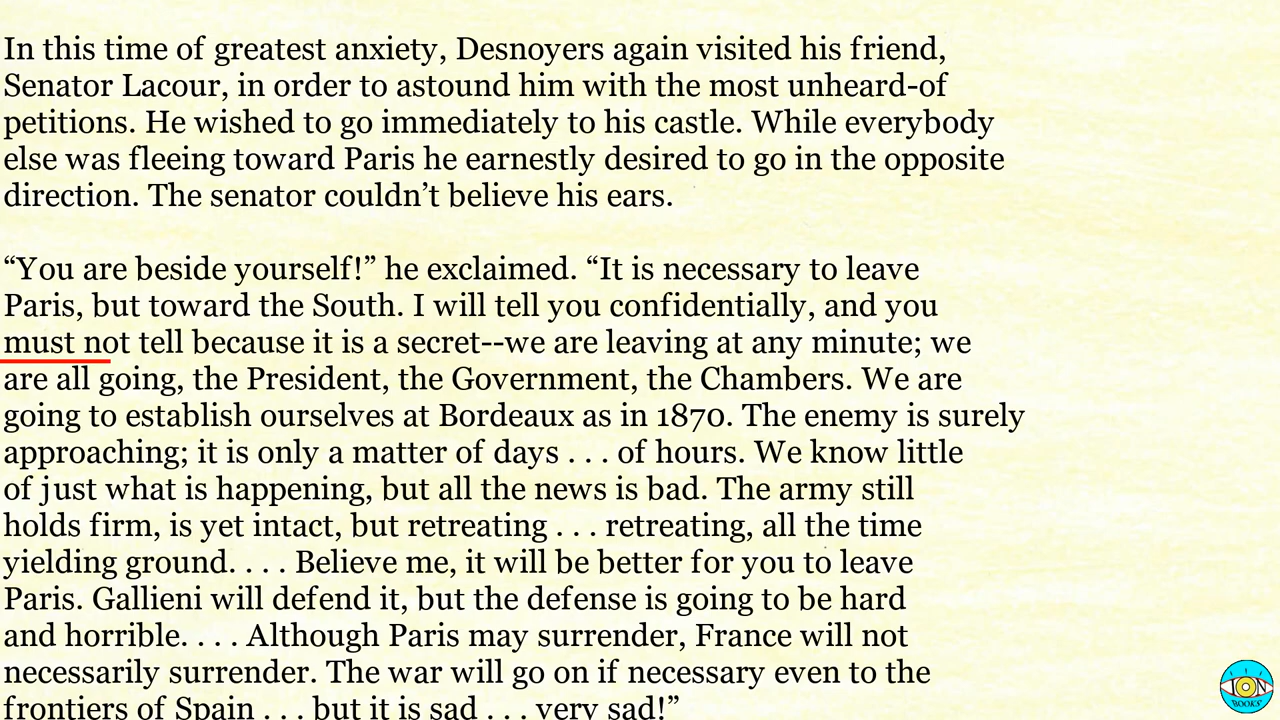 In this time of greatest anxiety, Desnoyers again visited his friend,
Senator Lacour, in order to astound him with the most unheard-of
petitions. He wished to go immediately to his castle. While everybody
else was fleeing toward Paris he earnestly desired to go in the opposite
direction. The senator couldn’t believe his ears.
“You are beside yourself!” he exclaimed. “It is necessary to leave
Paris, but toward the South. I will tell you confidentially, and you
must not tell because it is a secret--we are leaving at any minute; we
are all going, the President, the Government, the Chambers. We are
going to establish ourselves at Bordeaux as in 1870. The enemy is surely
approaching; it is only a matter of days . . . of hours. We know little
of just what is happening, but all the news is bad. The army still
holds firm, is yet intact, but retreating . . . retreating, all the time
yielding ground. . . . Believe me, it will be better for you to leave
Paris. Gallieni will defend it, but the defense is going to be hard
and horrible. . . . Although Paris may surrender, France will not
necessarily surrender. The war will go on if necessary even to the
frontiers of Spain . . . but it is sad . . . very sad!”
I
ION
BOOKS